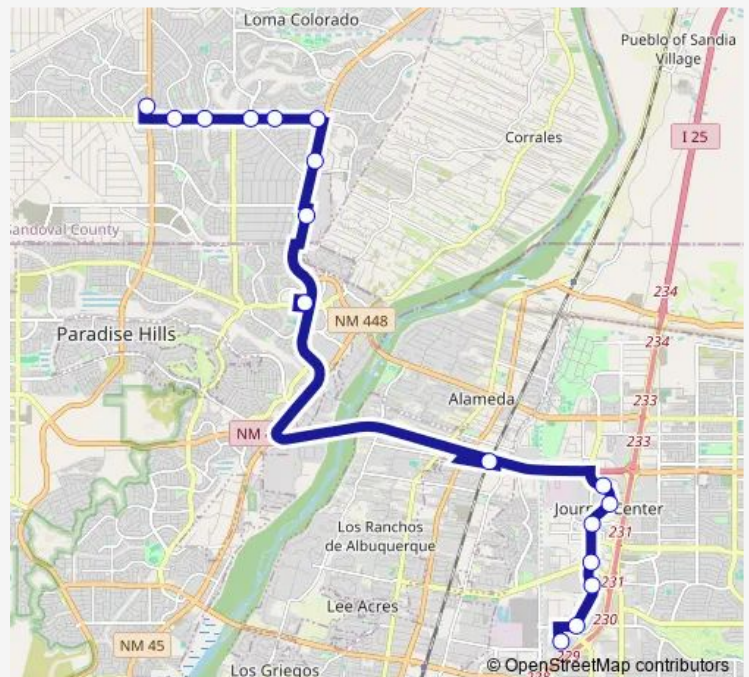 Loma Colorado
Pueblo of Sandia
Village
Corrales
I 25
Sandoval County
234
NM 448
Paradise Hills
234
Alameda
233
NM
233
Center
Los Ranchos
de Albuquerque
231
231
Lee Acres
230
NM 45
229
Los Griegos
© OpenStreetMap contributors